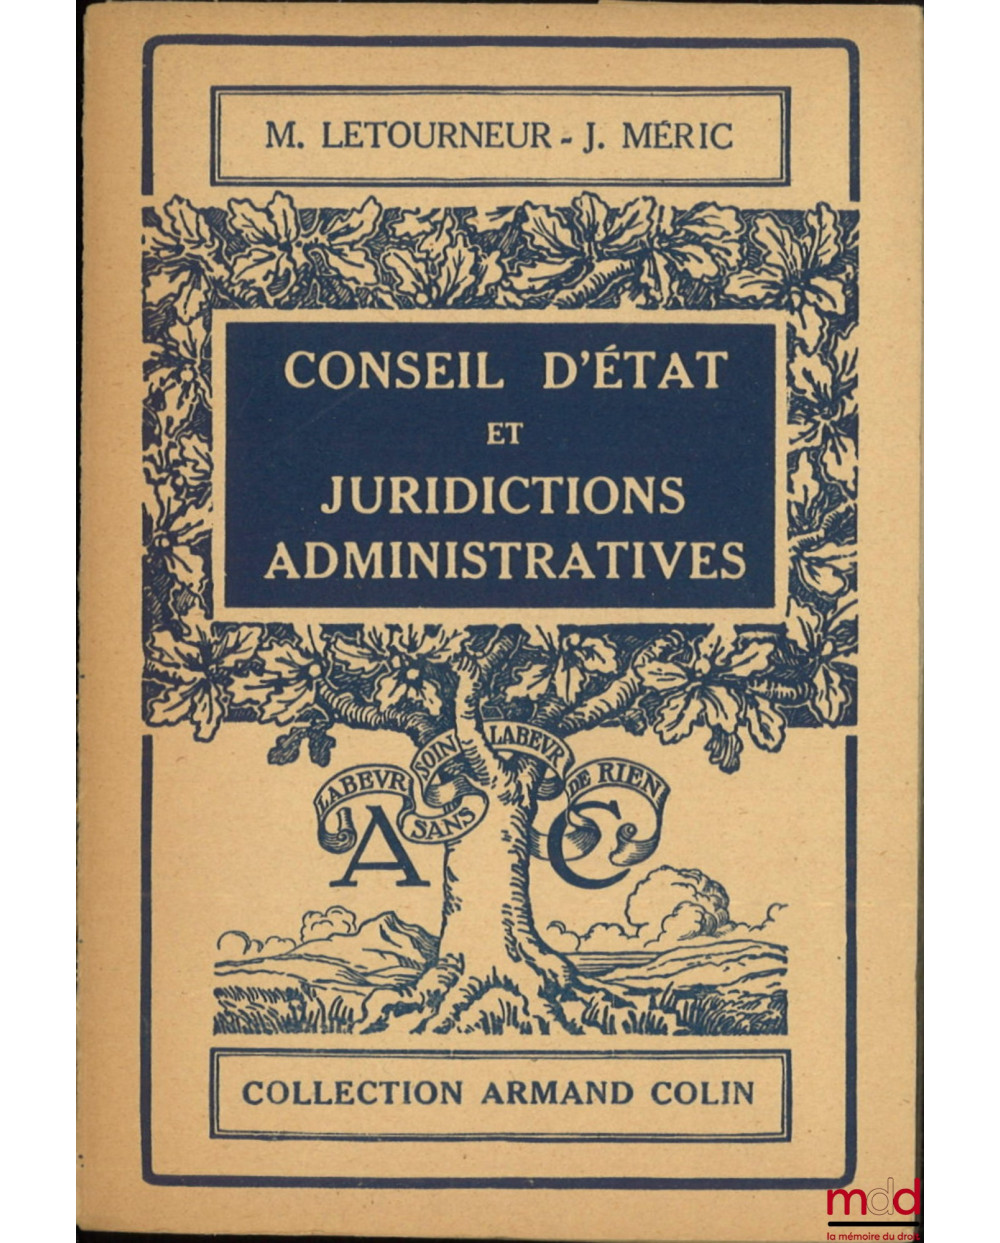 M. LETOURNEUR - J. MÉRIC
CONSEIL D'ÉTAT
ET
JURIDICTIONS
ADMINISTRATIVES
LABEVR SANS SOIN LABEVR DE RIEN
A C
COLLECTION ARMAND COLIN
mdd
la mémoire du droit